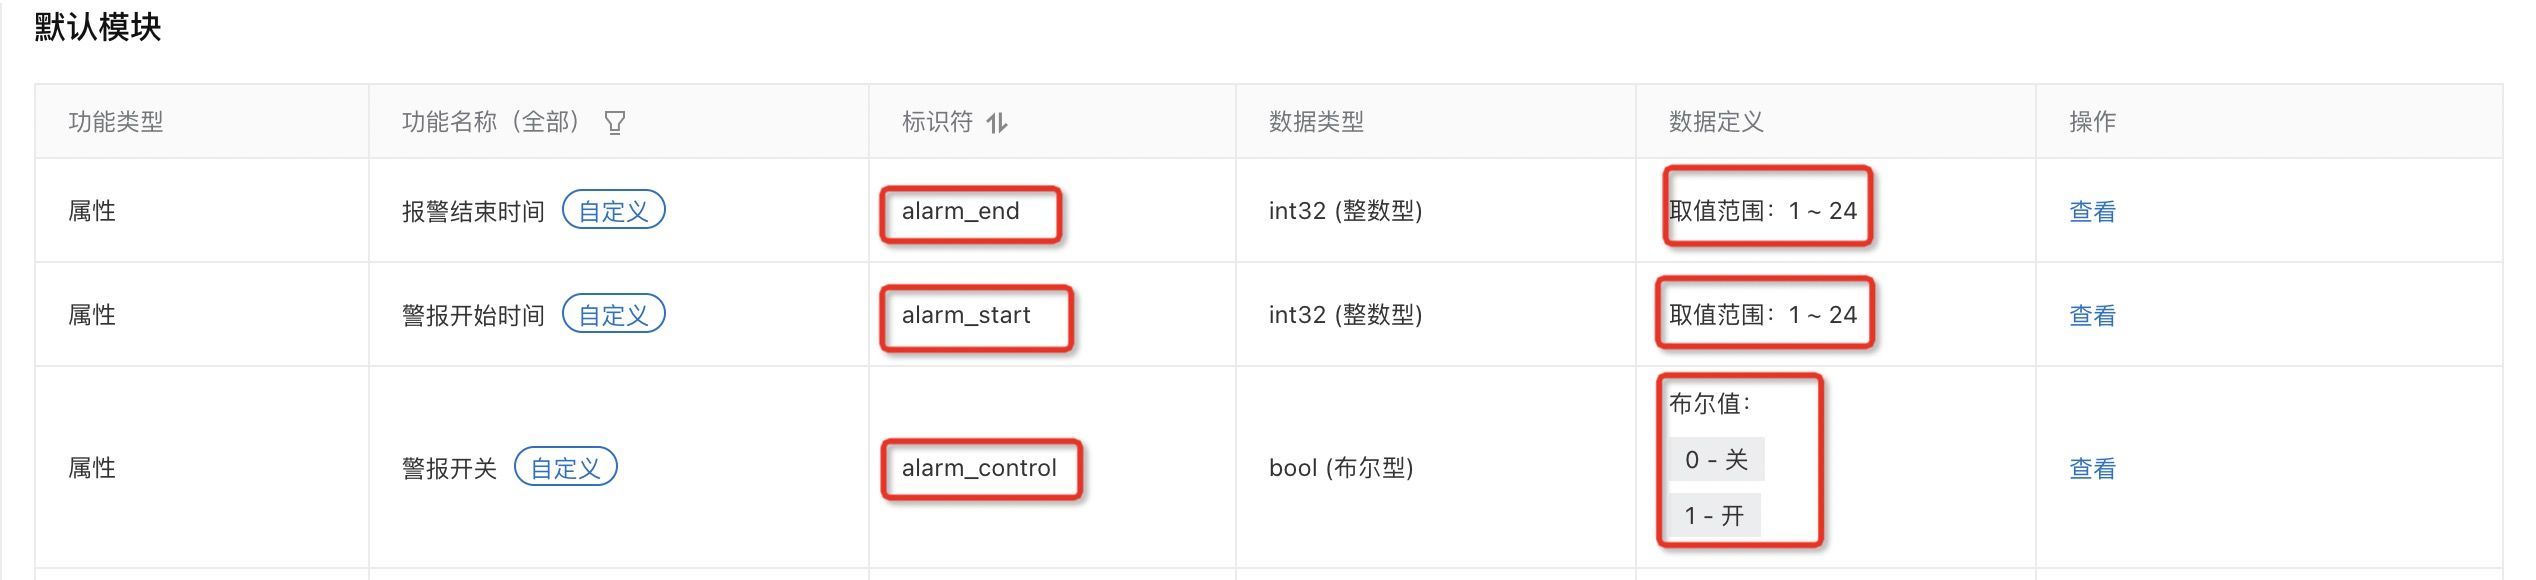 默认模块
功能类型 功能名称（全部） 标识符 数据类型 数据定义 操作
属性 报警结束时间 自定义 alarm_end int32 (整数型) 取值范围：1 ~ 24 查看
属性 警报开始时间 自定义 alarm_start int32 (整数型) 取值范围：1 ~ 24 查看
属性 警报开关 自定义 alarm_control bool (布尔型) 布尔值： 查看
0 - 关
1 - 开